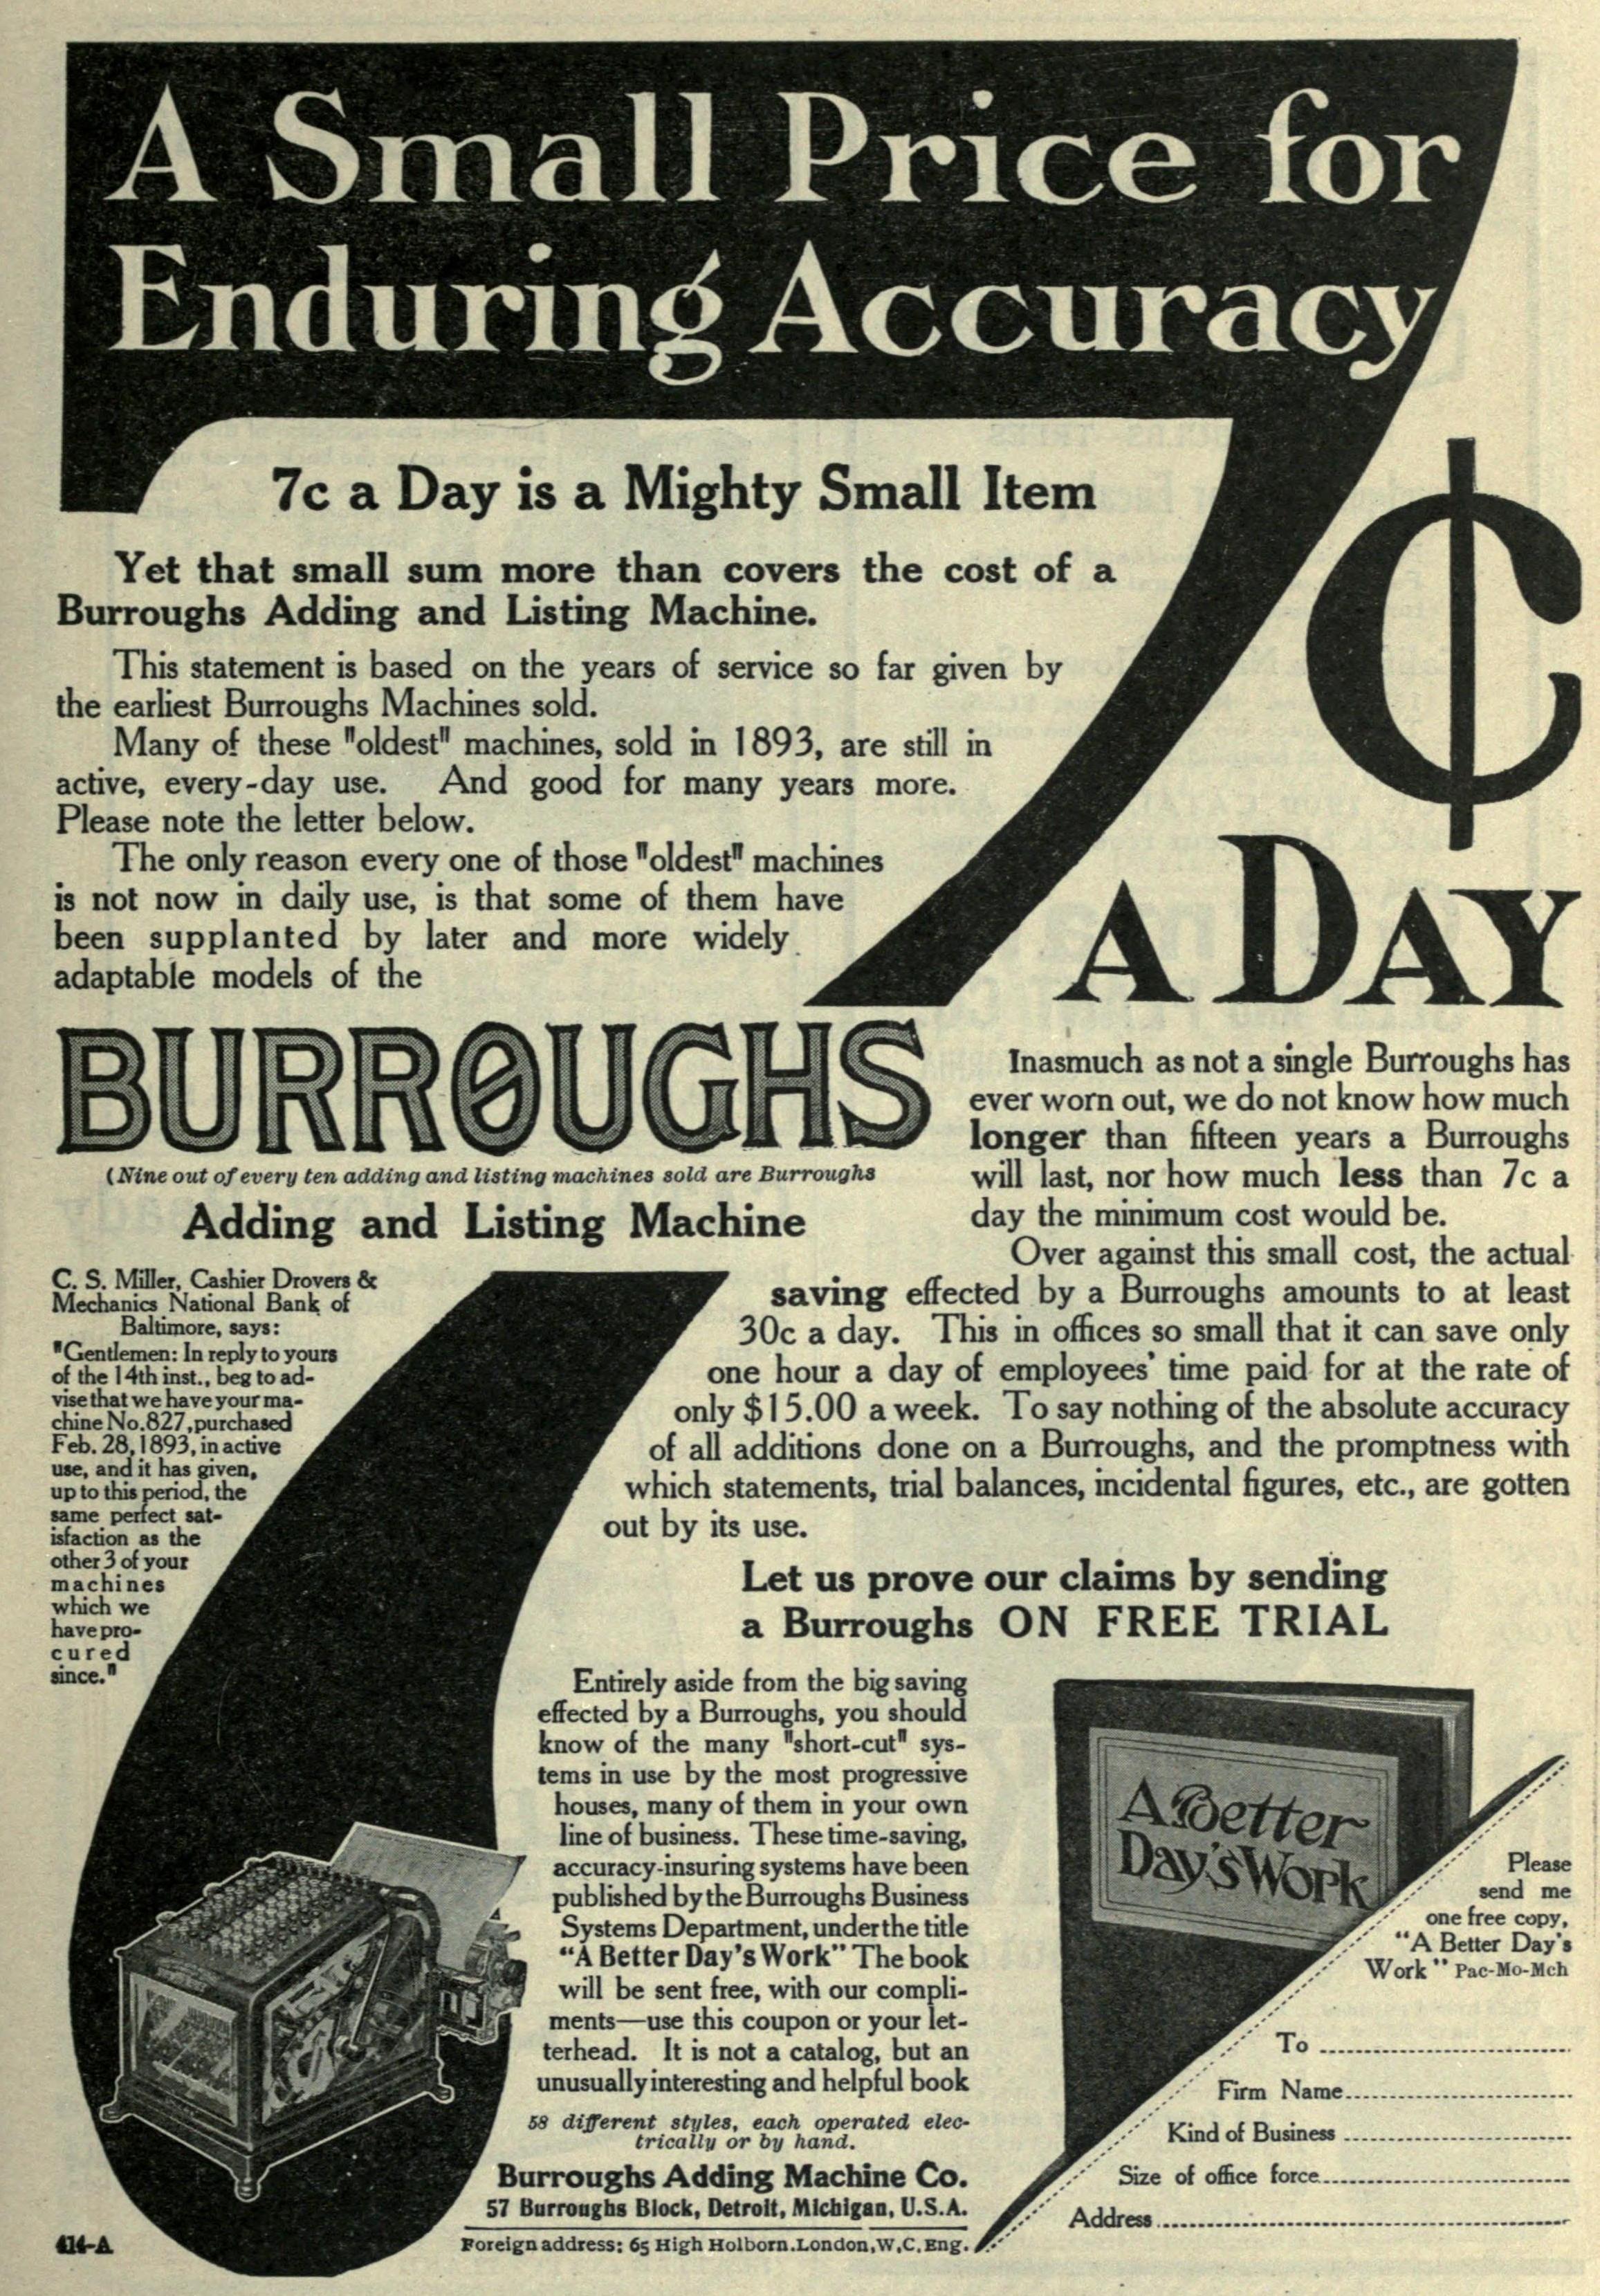 A Small Price for
Enduring Accuracy
7c a Day is a Mighty Small Item
Yet that small sum more than covers the cost of a
Burroughs Adding and Listing Machine.
This statement is based on the years of service so far given by
the earliest Burroughs Machines sold.
Many of these "oldest" machines, sold in 1893, are still in
active, every-day use. And good for many years more.
Please note the letter below.
The only reason every one of those "oldest" machines
is not now in daily use, is that some of them have
been supplanted by later and more widely
adaptable models of the
7¢
A DAY
BURROUGHS
(Nine out of every ten adding and listing machines sold are Burroughs
Adding and Listing Machine
C. S. Miller, Cashier Drovers &
Mechanics National Bank of
Baltimore, says:
"Gentlemen: In reply to yours
of the 14th inst., beg to ad-
vise that we have your ma-
chine No. 827, purchased
Feb. 28, 1893, in active
use, and it has given,
up to this period, the
same perfect sat-
isfaction as the
other 3 of your
machines
which we
have pro-
cured
since."
Inasmuch as not a single Burroughs has
ever worn out, we do not know how much
longer than fifteen years a Burroughs
will last, nor how much less than 7c a
day the minimum cost would be.
Over against this small cost, the actual
saving effected by a Burroughs amounts to at least
30c a day. This in offices so small that it can save only
one hour a day of employees' time paid for at the rate of
only $15.00 a week. To say nothing of the absolute accuracy
of all additions done on a Burroughs, and the promptness with
which statements, trial balances, incidental figures, etc., are gotten
out by its use.
Let us prove our claims by sending
a Burroughs ON FREE TRIAL
Entirely aside from the big saving
effected by a Burroughs, you should
know of the many "short-cut" sys-
tems in use by the most progressive
houses, many of them in your own
line of business. These time-saving,
accuracy-insuring systems have been
published by the Burroughs Business
Systems Department, under the title
"A Better Day's Work" The book
will be sent free, with our compli-
ments—use this coupon or your let-
terhead. It is not a catalog, but an
unusually interesting and helpful book
58 different styles, each operated elec-
trically or by hand.
Burroughs Adding Machine Co.
57 Burroughs Block, Detroit, Michigan, U.S.A.
Foreign address: 65 High Holborn. London, W.C. Eng.
A Better
Day's Work
Please
send me
one free copy,
"A Better Day's
Work" Pac-Mo-Mch
To
Firm Name
Kind of Business
Size of office force
Address
414-A